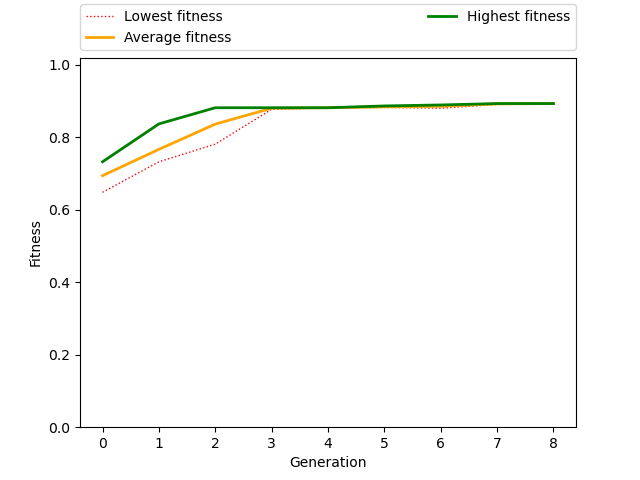 Lowest fitness
Average fitness
Highest fitness
1.0
0.8
0.6
0.4
0.2
0.0
Fitness
0 1 2 3 4 5 6 7 8
Generation